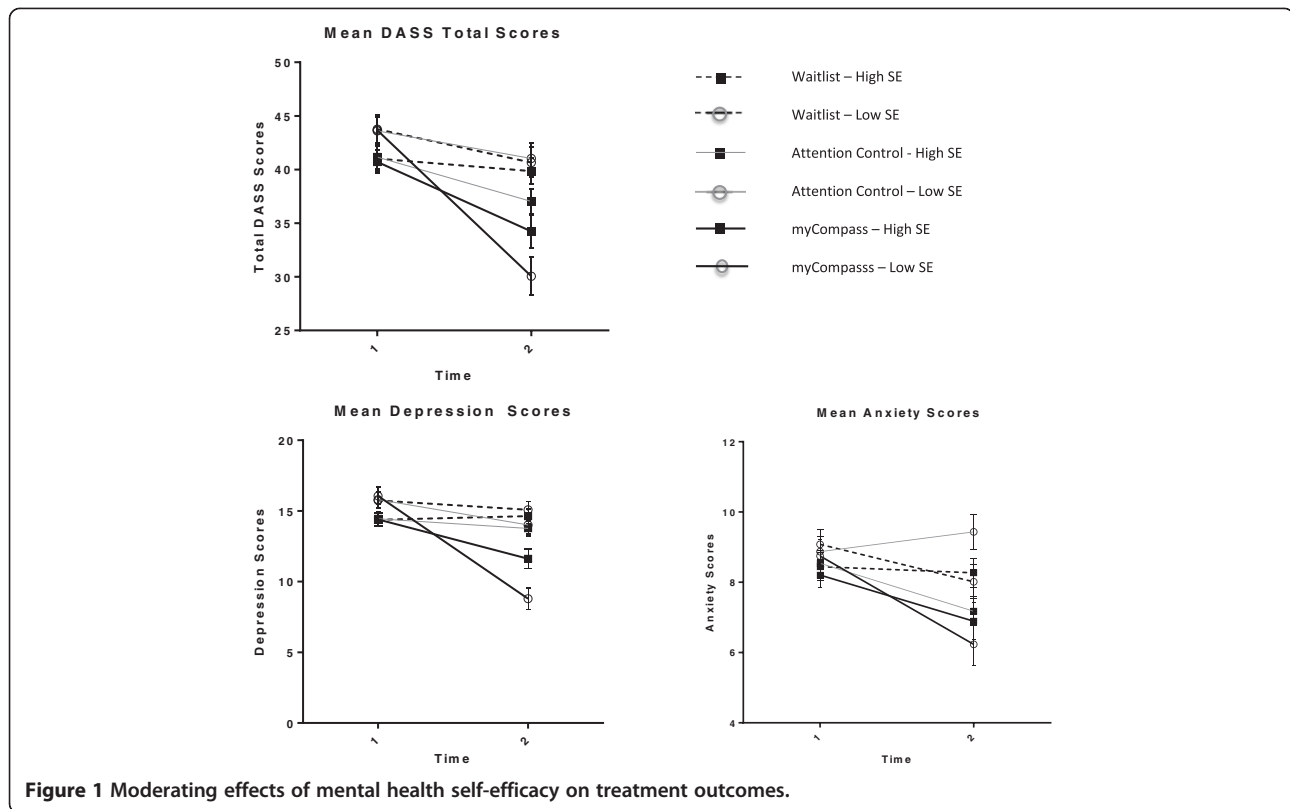 Mean DASS Total Scores
50
45
40
35
30
25
Total DASS Scores
1
2
Time
Waitlist – High SE
Waitlist – Low SE
Attention Control - High SE
Attention Control – Low SE
myCompass – High SE
myCompasss – Low SE
Mean Depression Scores
20
15
10
5
0
Depression Scores
1
2
Time
Mean Anxiety Scores
12
10
8
6
4
Anxiety Scores
1
2
Time
Figure 1 Moderating effects of mental health self-efficacy on treatment outcomes.